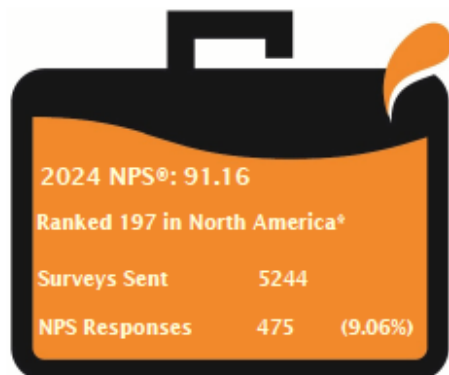 2024 NPS®: 91.16
Ranked 197 in North America*
Surveys Sent 5244
NPS Responses 475 (9.06%)